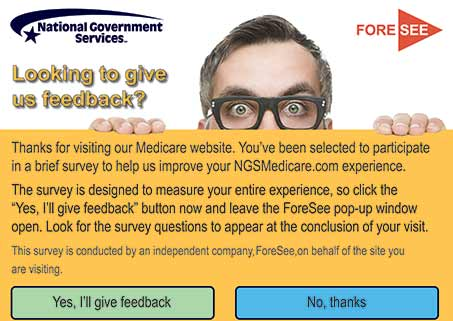 National Government
Services™
FORE SEE
Looking to give
us feedback?
Thanks for visiting our Medicare website. You've been selected to participate
in a brief survey to help us improve your NGSMedicare.com experience.
The survey is designed to measure your entire experience, so click the
“Yes, I'll give feedback” button now and leave the ForeSee pop-up window
open. Look for the survey questions to appear at the conclusion of your visit.
This survey is conducted by an independent company,ForeSee,on behalf of the site you
are visiting.
Yes, I'll give feedback
No, thanks